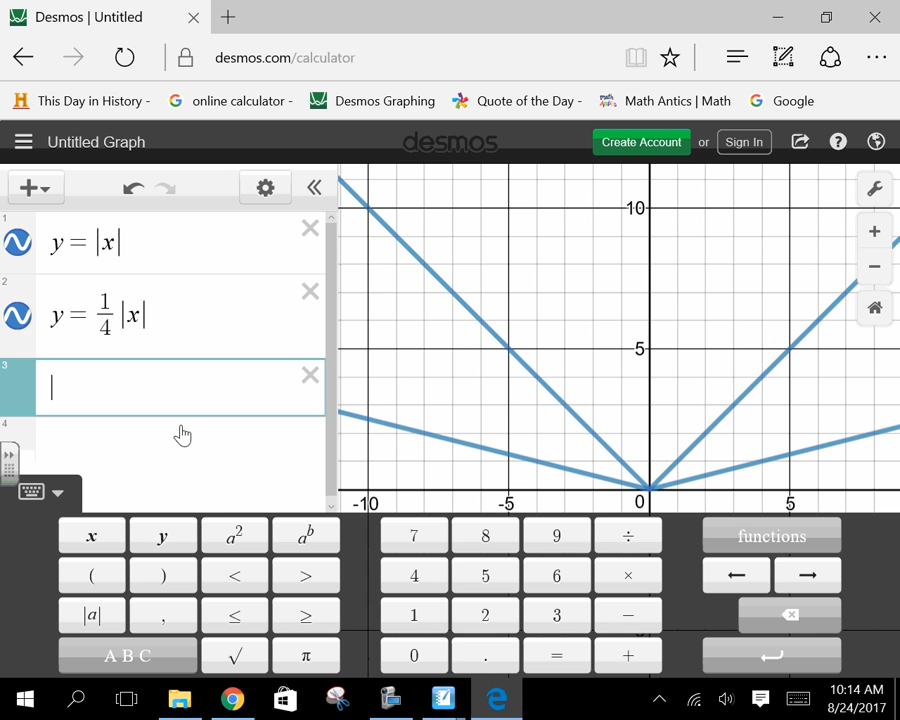 Desmos | Untitled
desmos.com/calculator
This Day in History - online calculator - Desmos Graphing Quote of the Day - Math Antics | Math Google
Untitled Graph desmos Create Account or Sign In
1
y = |x|
2
y = 1/4 |x|
3
4
10
5
-10 -5 0 5
x y a² aᵇ 7 8 9 ÷ functions
( ) < > 4 5 6 × ← →
|a| , ≤ ≥ 1 2 3 −
A B C √ π 0 . = +
10:14 AM
8/24/2017